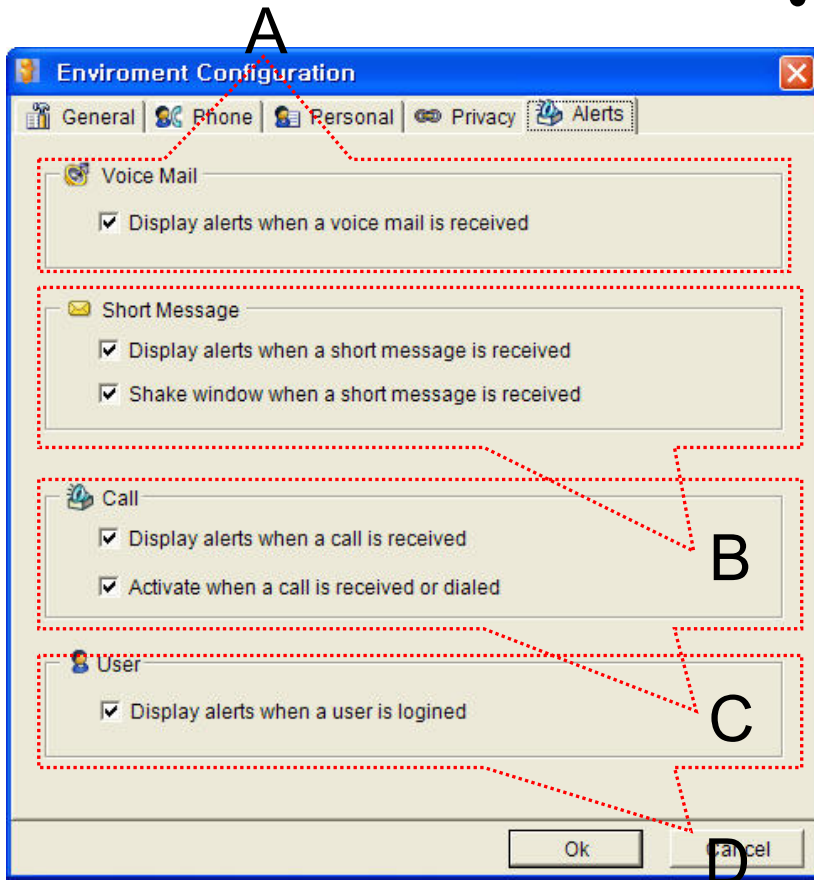 A
Enviroment Configuration
General Phone Personal Privacy Alerts
Voice Mail
Display alerts when a voice mail is received
Short Message
Display alerts when a short message is received
Shake window when a short message is received
Call
Display alerts when a call is received
B
Activate when a call is received or dialed
User
Display alerts when a user is logined
C
Ok Cancel
D